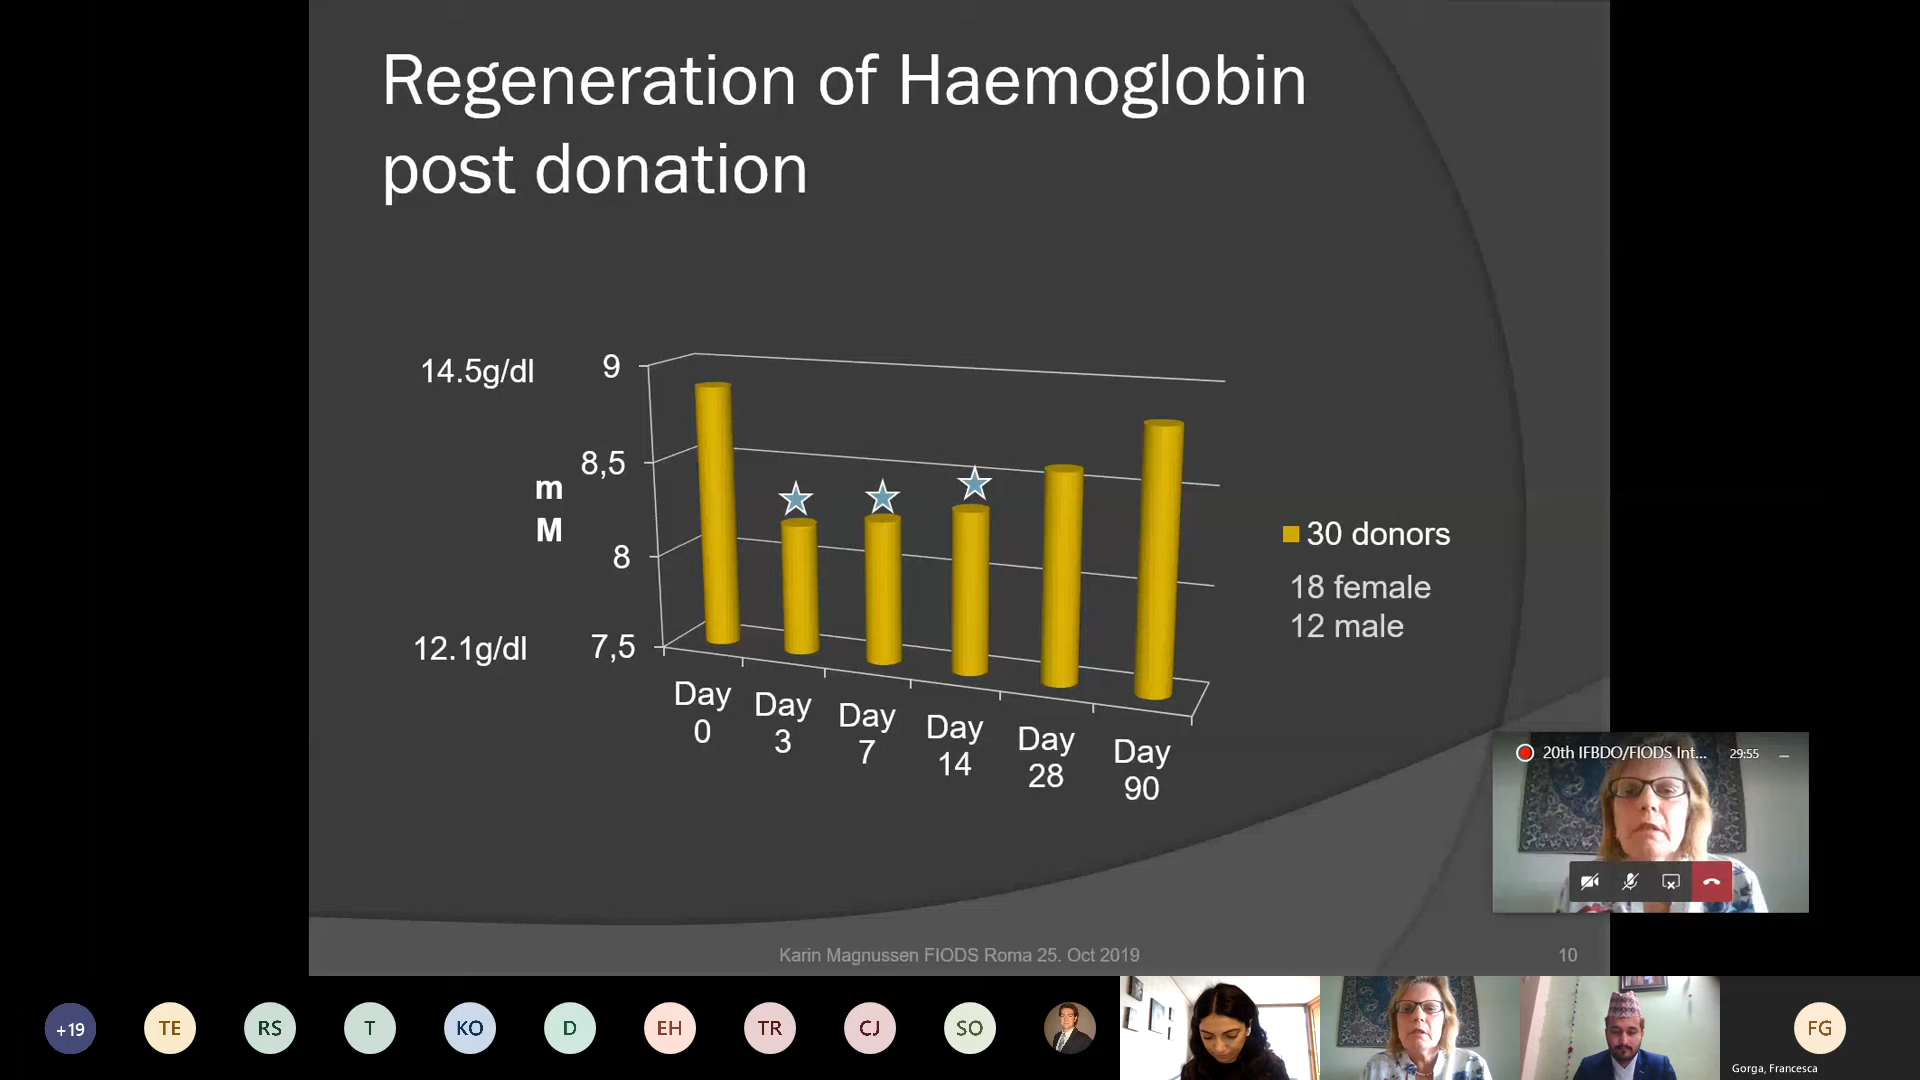 Regeneration of Haemoglobin
post donation
14.5g/dl
9
8,5
m
M
8
12.1g/dl
7,5
Day
0
Day
3
Day
7
Day
14
Day
28
Day
90
30 donors
18 female
12 male
20th IFBDO/FIODS Int...
29:55
Karin Magnussen FIODS Roma 25. Oct 2019
10
+19
TE
RS
T
KO
D
EH
TR
CJ
SO
FG
Gorga, Francesca